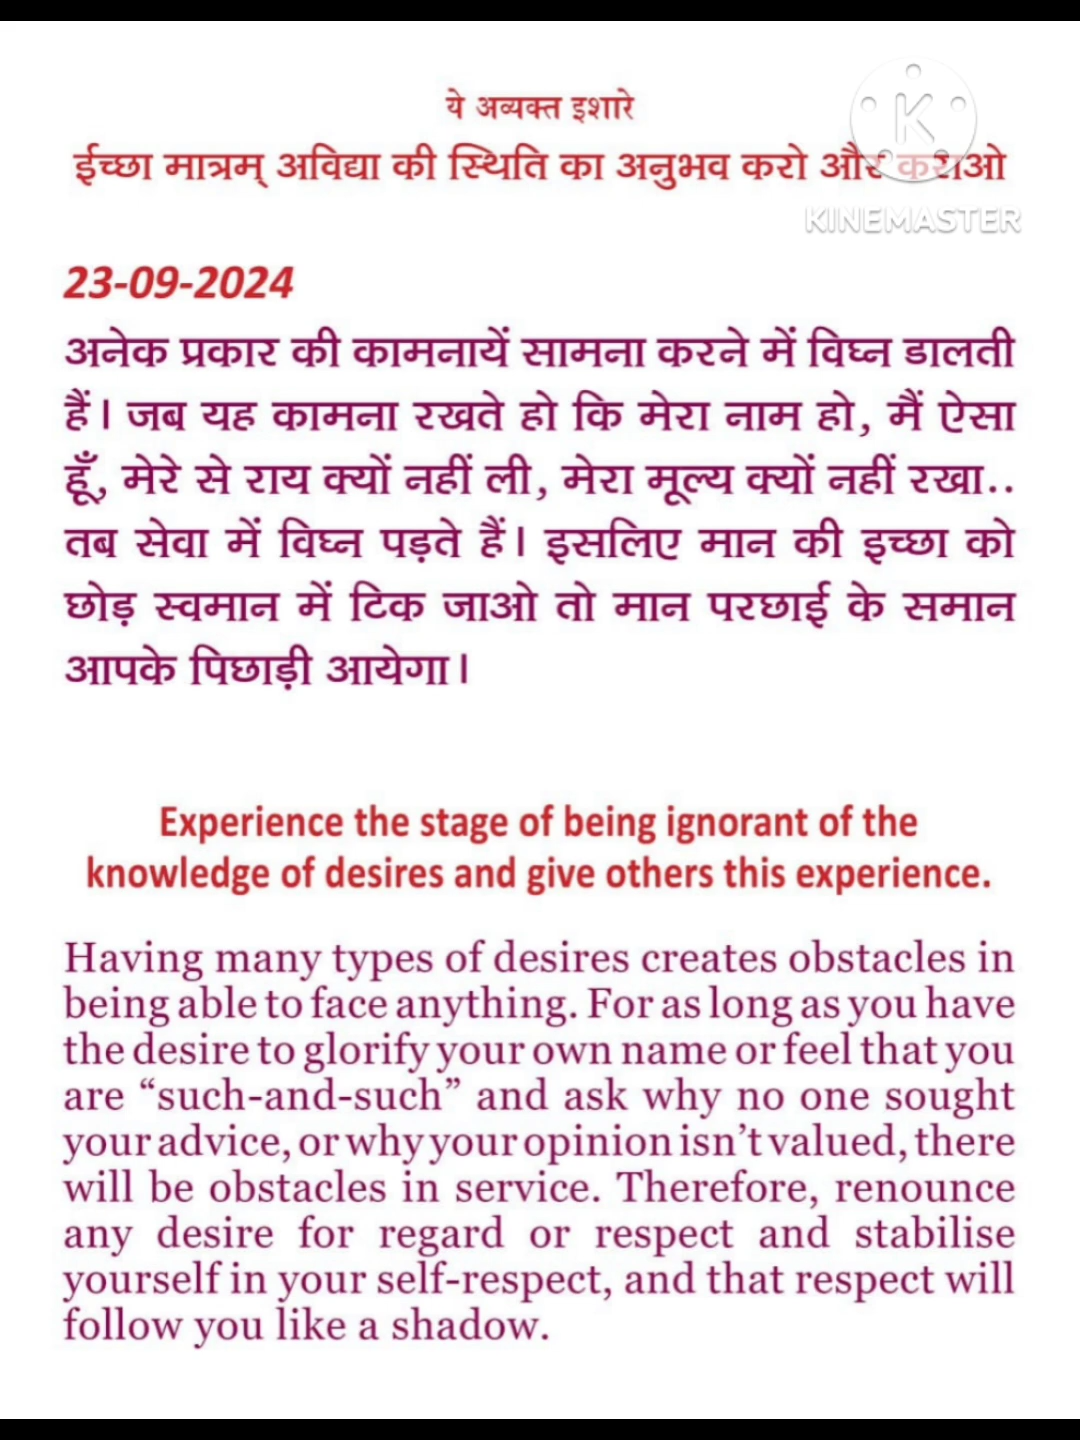 ये अव्यक्त इशारे
ईच्छा मात्रम् अविद्या की स्थिति का अनुभव करो और कराओ
K
KINEMASTER
23-09-2024
अनेक प्रकार की कामनायें सामना करने में विघ्न डालती
हैं। जब यह कामना रखते हो कि मेरा नाम हो, मैं ऐसा
हूँ, मेरे से राय क्यों नहीं ली, मेरा मूल्य क्यों नहीं रखा..
तब सेवा में विघ्न पड़ते हैं। इसलिए मान की इच्छा को
छोड़ स्वमान में टिक जाओ तो मान परछाई के समान
आपके पिछाड़ी आयेगा।
Experience the stage of being ignorant of the
knowledge of desires and give others this experience.
Having many types of desires creates obstacles in
being able to face anything. For as long as you have
the desire to glorify your own name or feel that you
are “such-and-such” and ask why no one sought
your advice, or why your opinion isn’t valued, there
will be obstacles in service. Therefore, renounce
any desire for regard or respect and stabilise
yourself in your self-respect, and that respect will
follow you like a shadow.